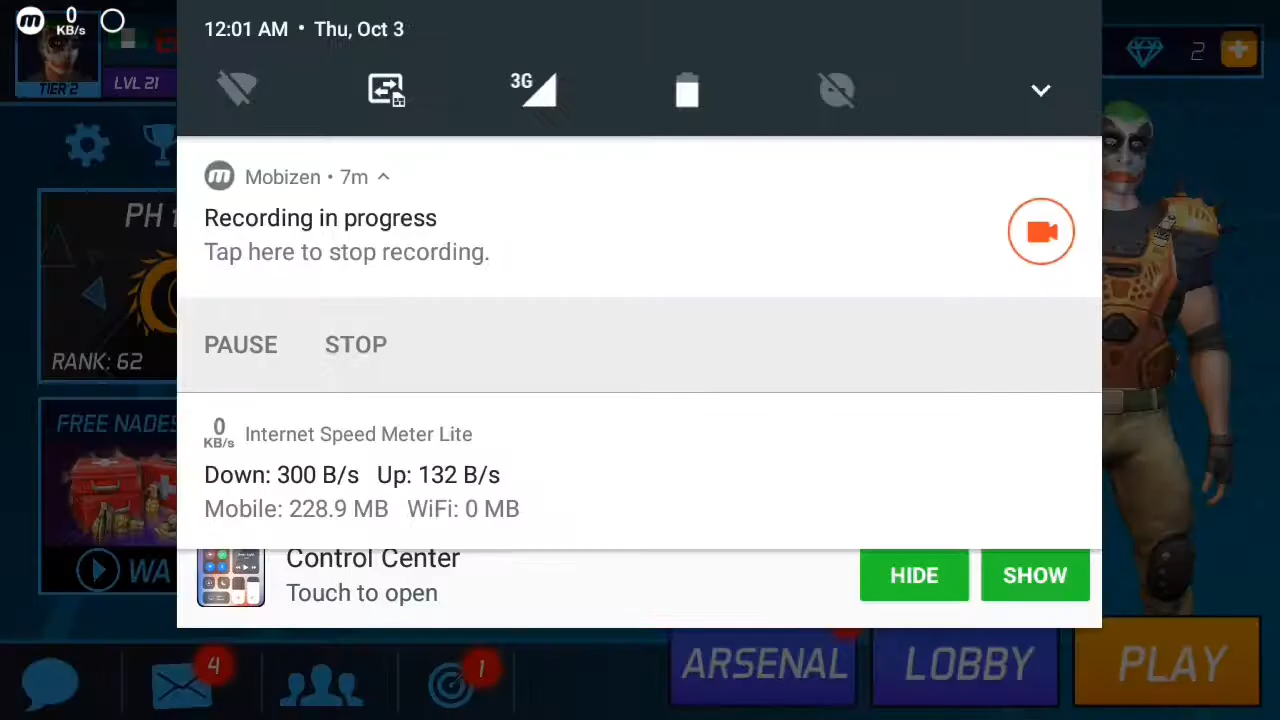 0
KB/s
12:01 AM • Thu, Oct 3
3G
2
TIER 2
LVL 21
Mobizen • 7m
Recording in progress
Tap here to stop recording.
PH
RANK: 62
PAUSE STOP
FREE NADES
0
KB/s
Internet Speed Meter Lite
Down: 300 B/s Up: 132 B/s
Mobile: 228.9 MB WiFi: 0 MB
WA
Control Center
Touch to open
HIDE
SHOW
4
1
ARSENAL
LOBBY
PLAY